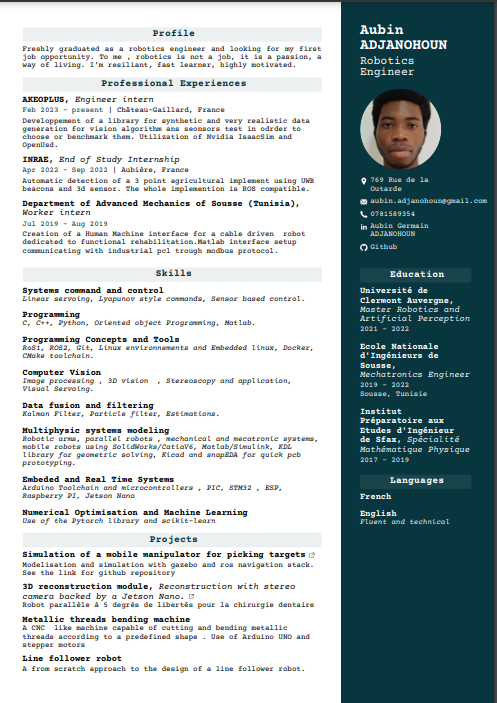 Profile
Freshly graduated as a robotics engineer and looking for my first
job opportunity. To me , robotics is not a job, it is a passion, a
way of living. I'm resiliant, fast learner, highly motivated.
Professional Experiences
AKEOPLUS, Engineer intern
Feb 2023 – present | Château-Gaillard, France
Developpement of a library for synthetic and very realistic data
generation for vision algorithm ans seonsors test in odrder to
choose or benchmark them. Utilization of Nvidia IsaacSim and
OpenUsd.
INRAE, End of Study Internship
Apr 2022 – Sep 2022 | Aubière, France
Automatic detection of a 3 point agricultural implement using UWB
beacons and 3d sensor. The whole implemention is ROS compatible.
Department of Advanced Mechanics of Sousse (Tunisia),
Worker intern
Jul 2019 – Aug 2019
Creation of a Human Machine interface for a cable driven robot
dedicated to functional rehabilitation.Matlab interface setup
communicating with industrial pcl trough modbus protocol.
Skills
Systems command and control
Linear servoing, Lyapunov style commands, Sensor based control.
Programming
C, C++, Python, Oriented object Programming, Matlab.
Programming Concepts and Tools
RoS1, ROS2, Git, Linux environnements and Embedded linux, Docker,
CMake toolchain.
Computer Vision
Image processing , 3D vision , Stereoscopy and application,
Visual Servoing.
Data fusion and filtering
Kalman Filter, Particle filter, Estimations.
Multiphysic systems modeling
Robotic arms, parallel robots , mechanical and mecatronic systems,
mobile robots using SolidWorks/CatiaV6, Matlab/Simulink, KDL
library for geometric solving, Kicad and snapEDA for quick pcb
prototyping.
Embeded and Real Time Systems
Arduino Toolchain and microcontrollers , PIC, STM32 , ESP,
Raspberry PI, Jetson Nano
Numerical Optimisation and Machine Learning
Use of the Pytorch library and scikit-learn
Projects
Simulation of a mobile manipulator for picking targets
Modelisation and simulation with gazebo and ros navigation stack.
See the link for github repository
3D reconstruction module, Reconstruction with stereo
camera backed by a Jetson Nano.
Robot parallèle à 5 degrés de libertés pour la chirurgie dentaire
Metallic threads bending machine
A CNC like machine capable of cutting and bending metallic
threads according to a predefined shape . Use of Arduino UNO and
stepper motors
Line follower robot
A from scratch approach to the design of a line follower robot.
Aubin
ADJANOHOUN
Robotics
Engineer
769 Rue de la
Outarde
aubin.adjanohoun@gmail.com
0781589354
Aubin Germain
ADJANOHOUN
Github
Education
Université de
Clermont Auvergne,
Master Robotics and
Artificial Perception
2021 – 2022
Ecole Nationale
d'Ingénieurs de
Sousse,
Mechatronics Engineer
2019 – 2022
Sousse, Tunisie
Institut
Préparatoire aux
Etudes d'Ingénieur
de Sfax, Spécialité
Mathématique Physique
2017 – 2019
Languages
French
English
Fluent and technical